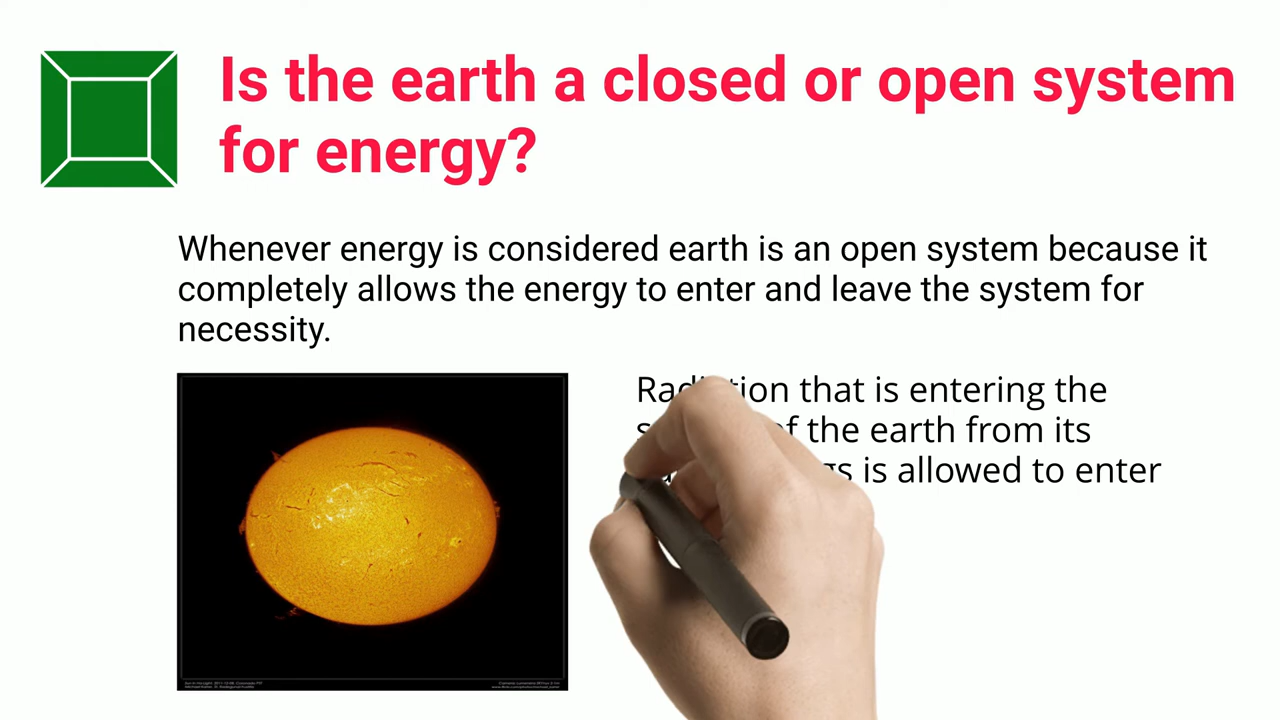 Is the earth a closed or open system
for energy?
Whenever energy is considered earth is an open system because it
completely allows the energy to enter and leave the system for
necessity.
that is entering the
the earth from its
is allowed to enter